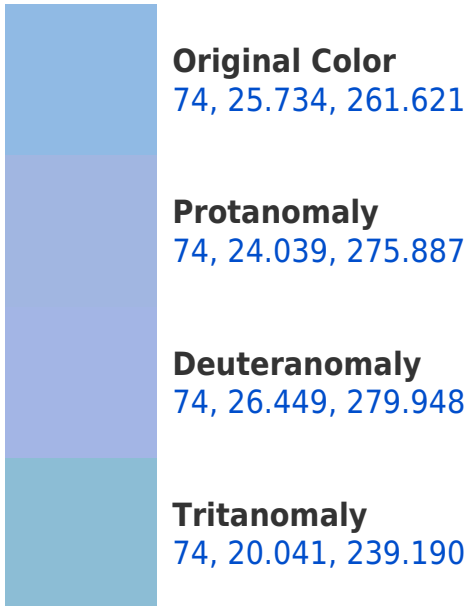 Original Color
74, 25.734, 261.621
Protanomaly
74, 24.039, 275.887
Deuteranomaly
74, 26.449, 279.948
Tritanomaly
74, 20.041, 239.190